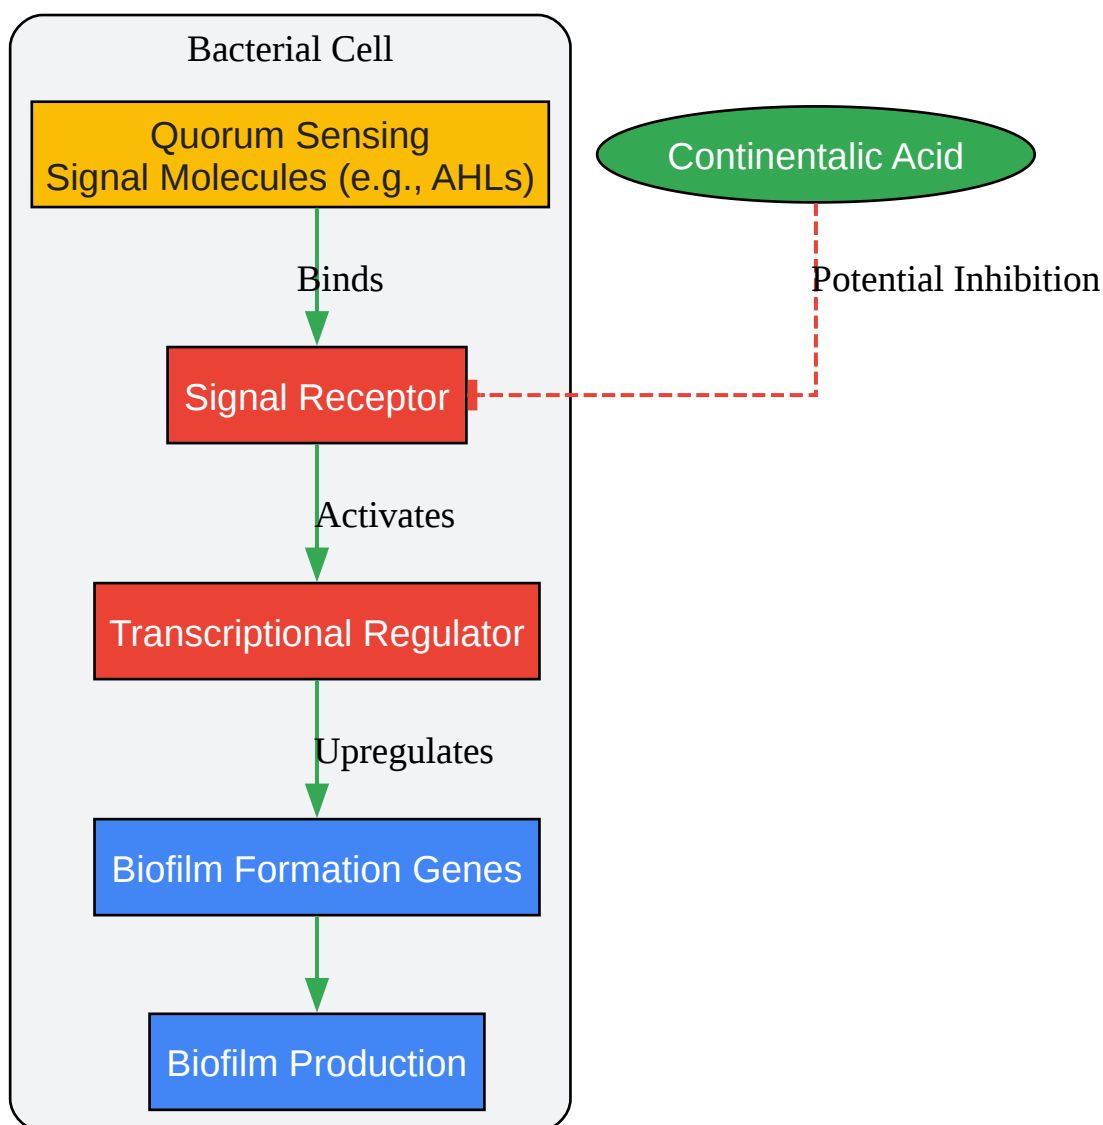 Bacterial Cell
Quorum Sensing
Signal Molecules (e.g., AHLs)
Continentalic Acid
Binds
Potential Inhibition
Signal Receptor
Activates
Transcriptional Regulator
Upregulates
Biofilm Formation Genes
Biofilm Production